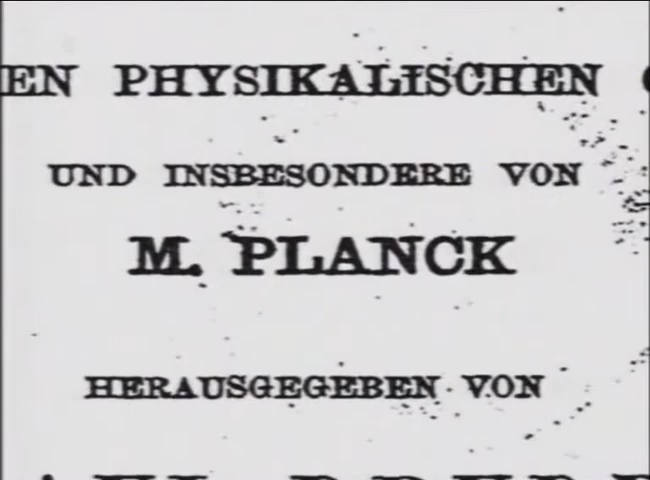 EN PHYSIKALISCHEN
UND INSBESONDERE VON
M. PLANCK
HERAUSGEGEBEN VON